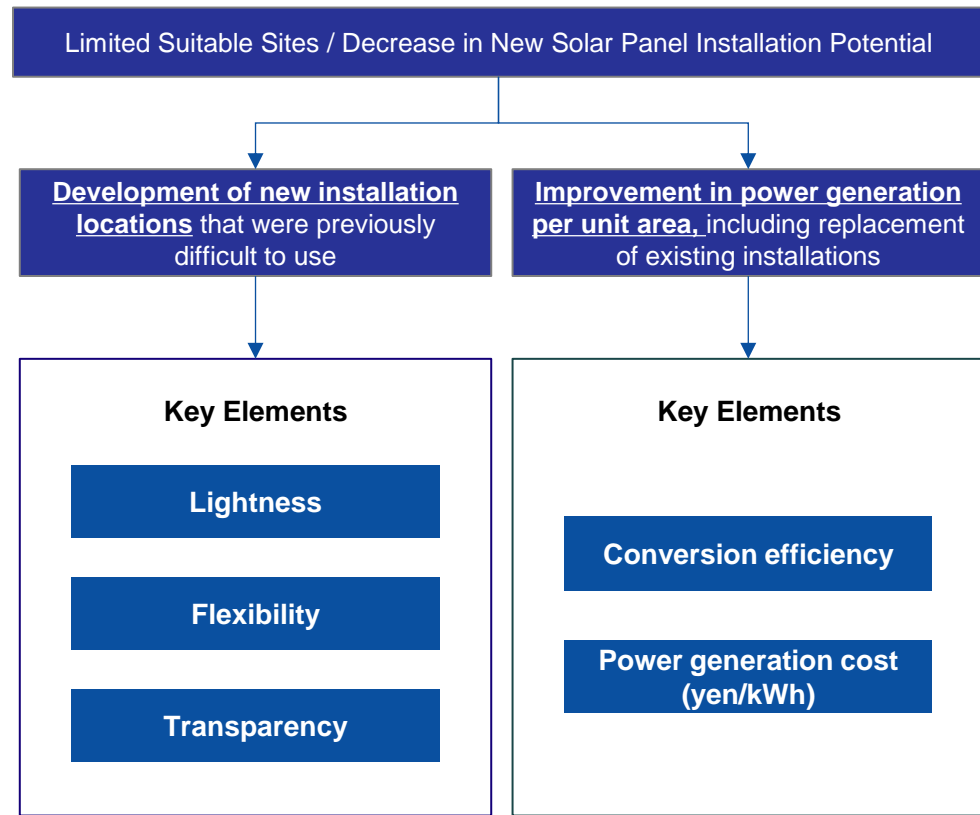 Limited Suitable Sites / Decrease in New Solar Panel Installation Potential
Development of new installation
locations that were previously
difficult to use
Improvement in power generation
per unit area, including replacement
of existing installations
Key Elements
Lightness
Flexibility
Transparency
Key Elements
Conversion efficiency
Power generation cost
(yen/kWh)